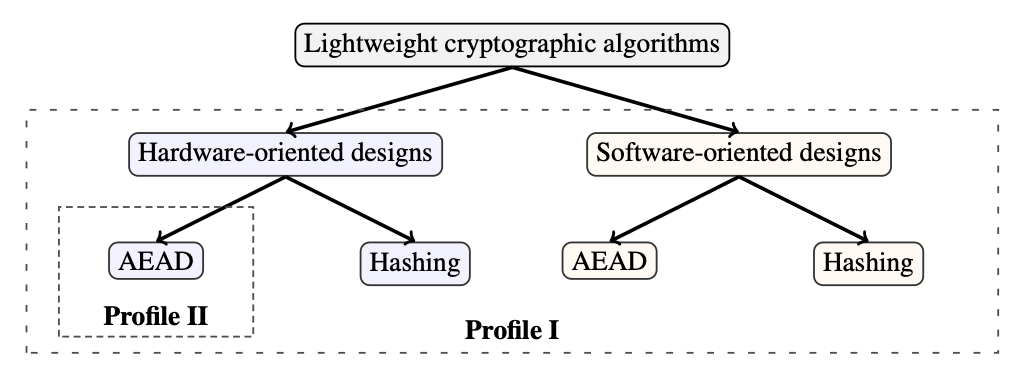 Lightweight cryptographic algorithms
Hardware-oriented designs
Software-oriented designs
AEAD
Hashing
AEAD
Hashing
Profile II
Profile I